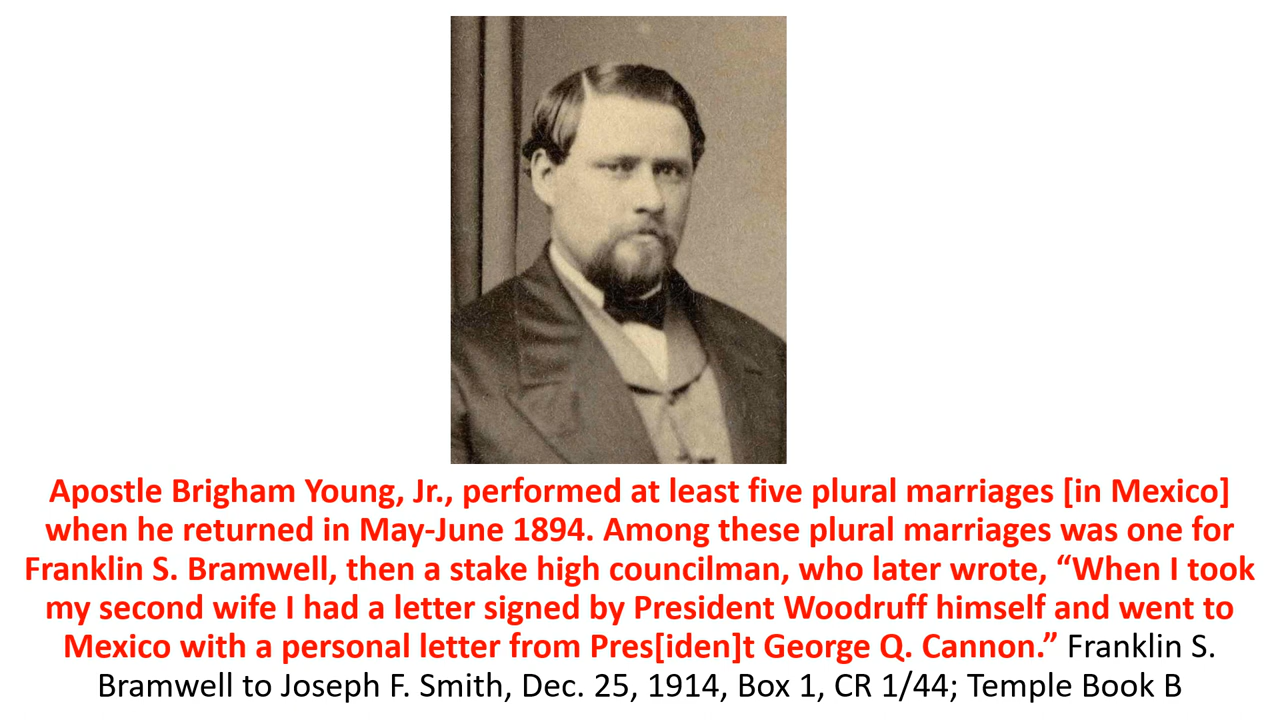 Apostle Brigham Young, Jr., performed at least five plural marriages [in Mexico]
when he returned in May-June 1894. Among these plural marriages was one for
Franklin S. Bramwell, then a stake high councilman, who later wrote, “When I took
my second wife I had a letter signed by President Woodruff himself and went to
Mexico with a personal letter from Pres[iden]t George Q. Cannon.” Franklin S.
Bramwell to Joseph F. Smith, Dec. 25, 1914, Box 1, CR 1/44; Temple Book B